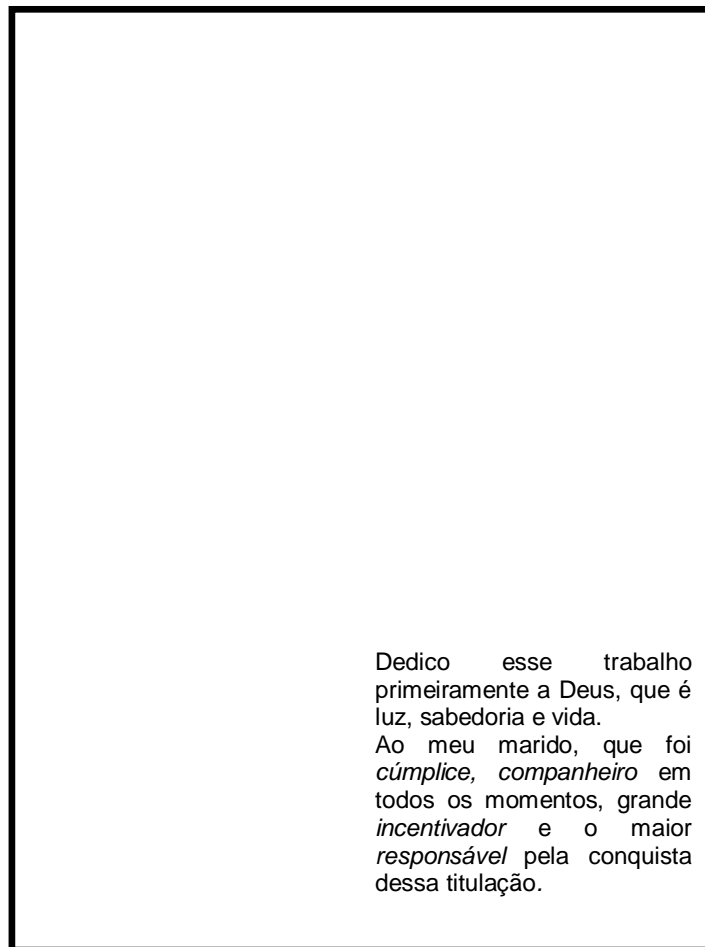 Dedico esse trabalho
primeiramente a Deus, que é
luz, sabedoria e vida.
Ao meu marido, que foi
cúmplice, companheiro em
todos os momentos, grande
incentivador e o maior
responsável pela conquista
dessa titulação.